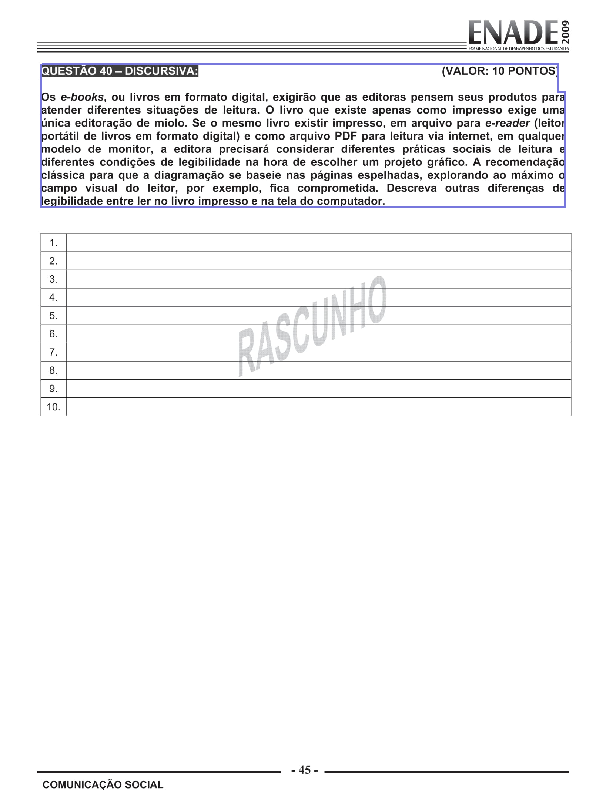 ENADE 2009
EXAME NACIONAL DE DESEMPENHO DOS ESTUDANTES
QUESTÃO 40 – DISCURSIVA: (VALOR: 10 PONTOS)
Os e-books, ou livros em formato digital, exigirão que as editoras pensem seus produtos para
atender diferentes situações de leitura. O livro que existe apenas como impresso exige uma
única editoração de miolo. Se o mesmo livro existir impresso, em arquivo para e-reader (leitor
portátil de livros em formato digital) e como arquivo PDF para leitura via internet, em qualquer
modelo de monitor, a editora precisará considerar diferentes práticas sociais de leitura e
diferentes condições de legibilidade na hora de escolher um projeto gráfico. A recomendação
clássica para que a diagramação se baseie nas páginas espelhadas, explorando ao máximo o
campo visual do leitor, por exemplo, fica comprometida. Descreva outras diferenças de
legibilidade entre ler no livro impresso e na tela do computador.
1.
2.
3.
4.
5.
6.
7.
8.
9.
10.
RASCUNHO
- 45 -
COMUNICAÇÃO SOCIAL